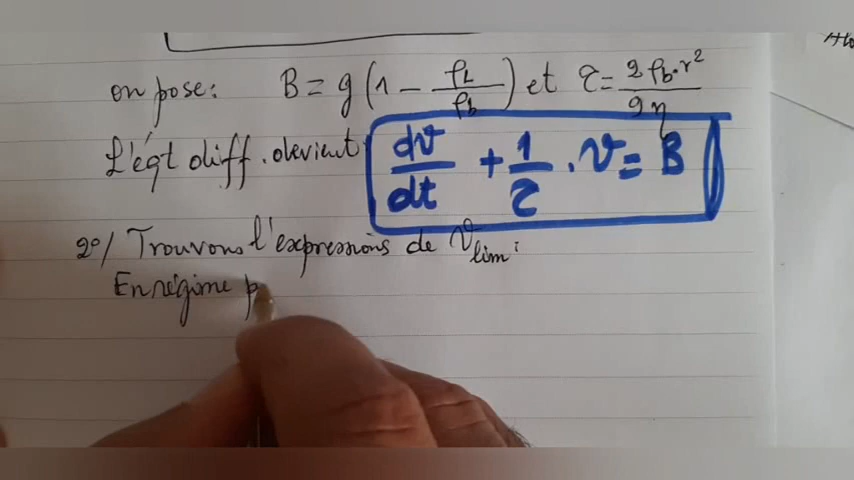 on pose: B = g (1 - ρL/ρb) et τ = 2ρb.r²/9η
L'éqt diff. devient dv/dt + 1/τ . v = B
2°/ Trouvons l'expressions de vlim :
En régime p